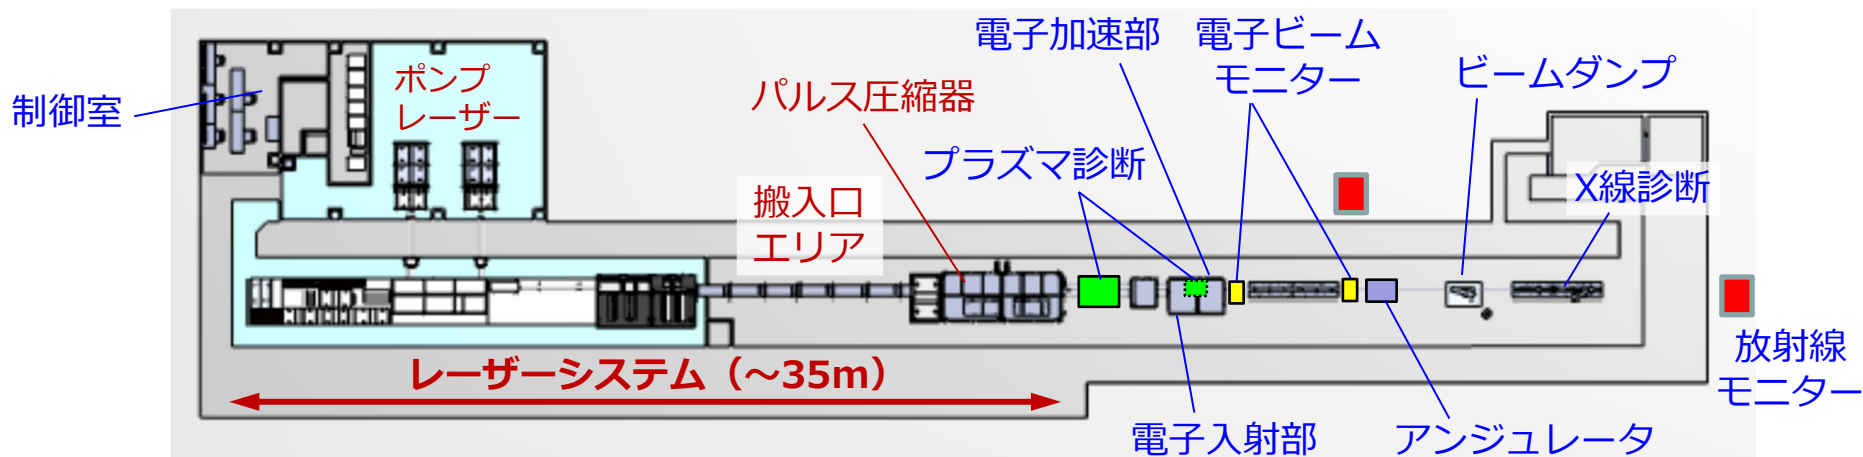 電子加速部
電子ビーム
モニター
ビームダンプ
ポンプ
レーザー
パルス圧縮器
制御室
プラズマ診断
X線診断
搬入口
エリア
放射線
モニター
レーザーシステム（～35m）
電子入射部
アンジュレータ